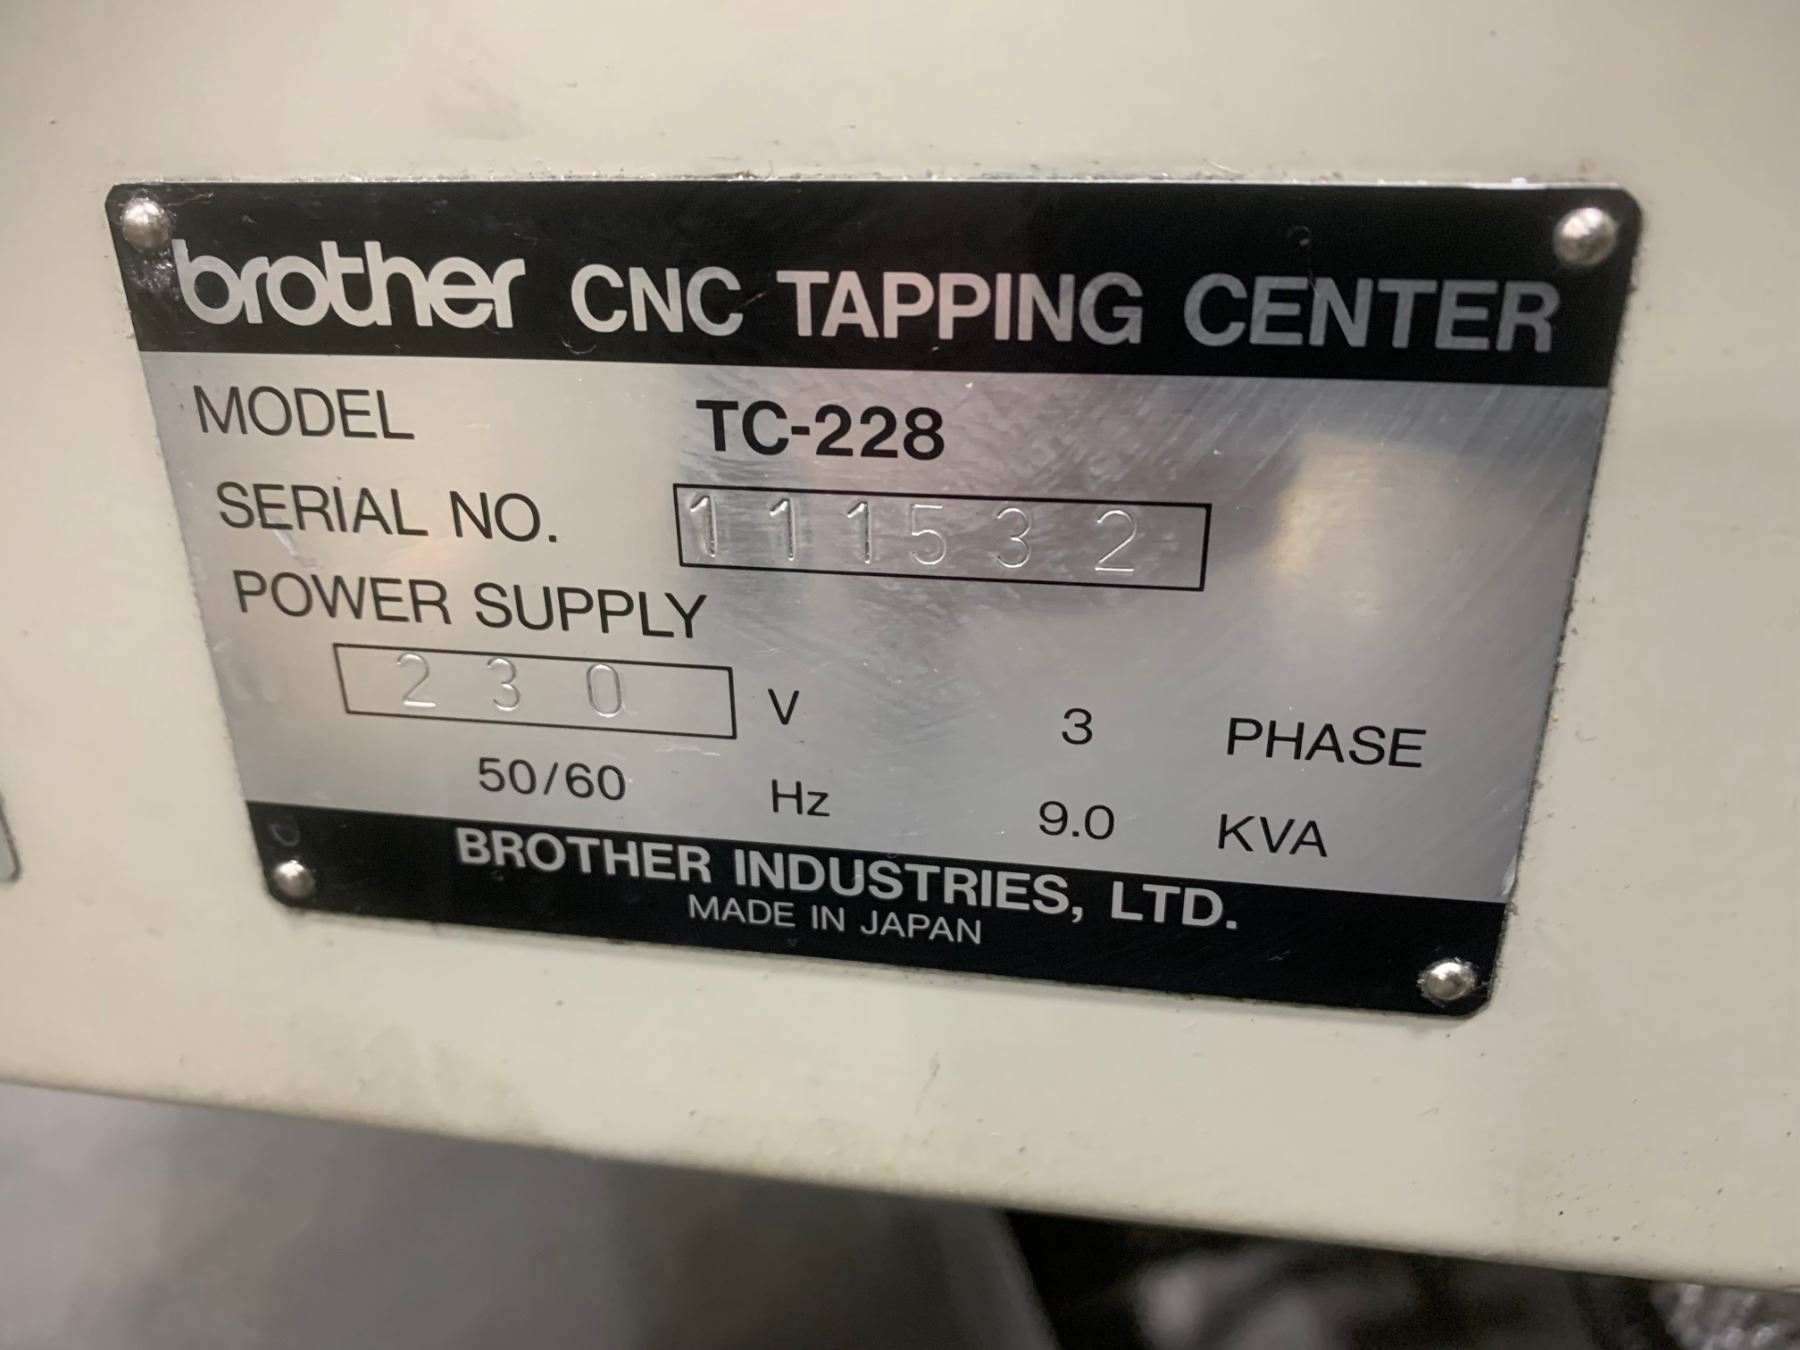 brother CNC TAPPING CENTER
MODEL TC-228
SERIAL NO. 111532
POWER SUPPLY
230 V 3 PHASE
50/60 Hz 9.0 KVA
BROTHER INDUSTRIES, LTD.
MADE IN JAPAN